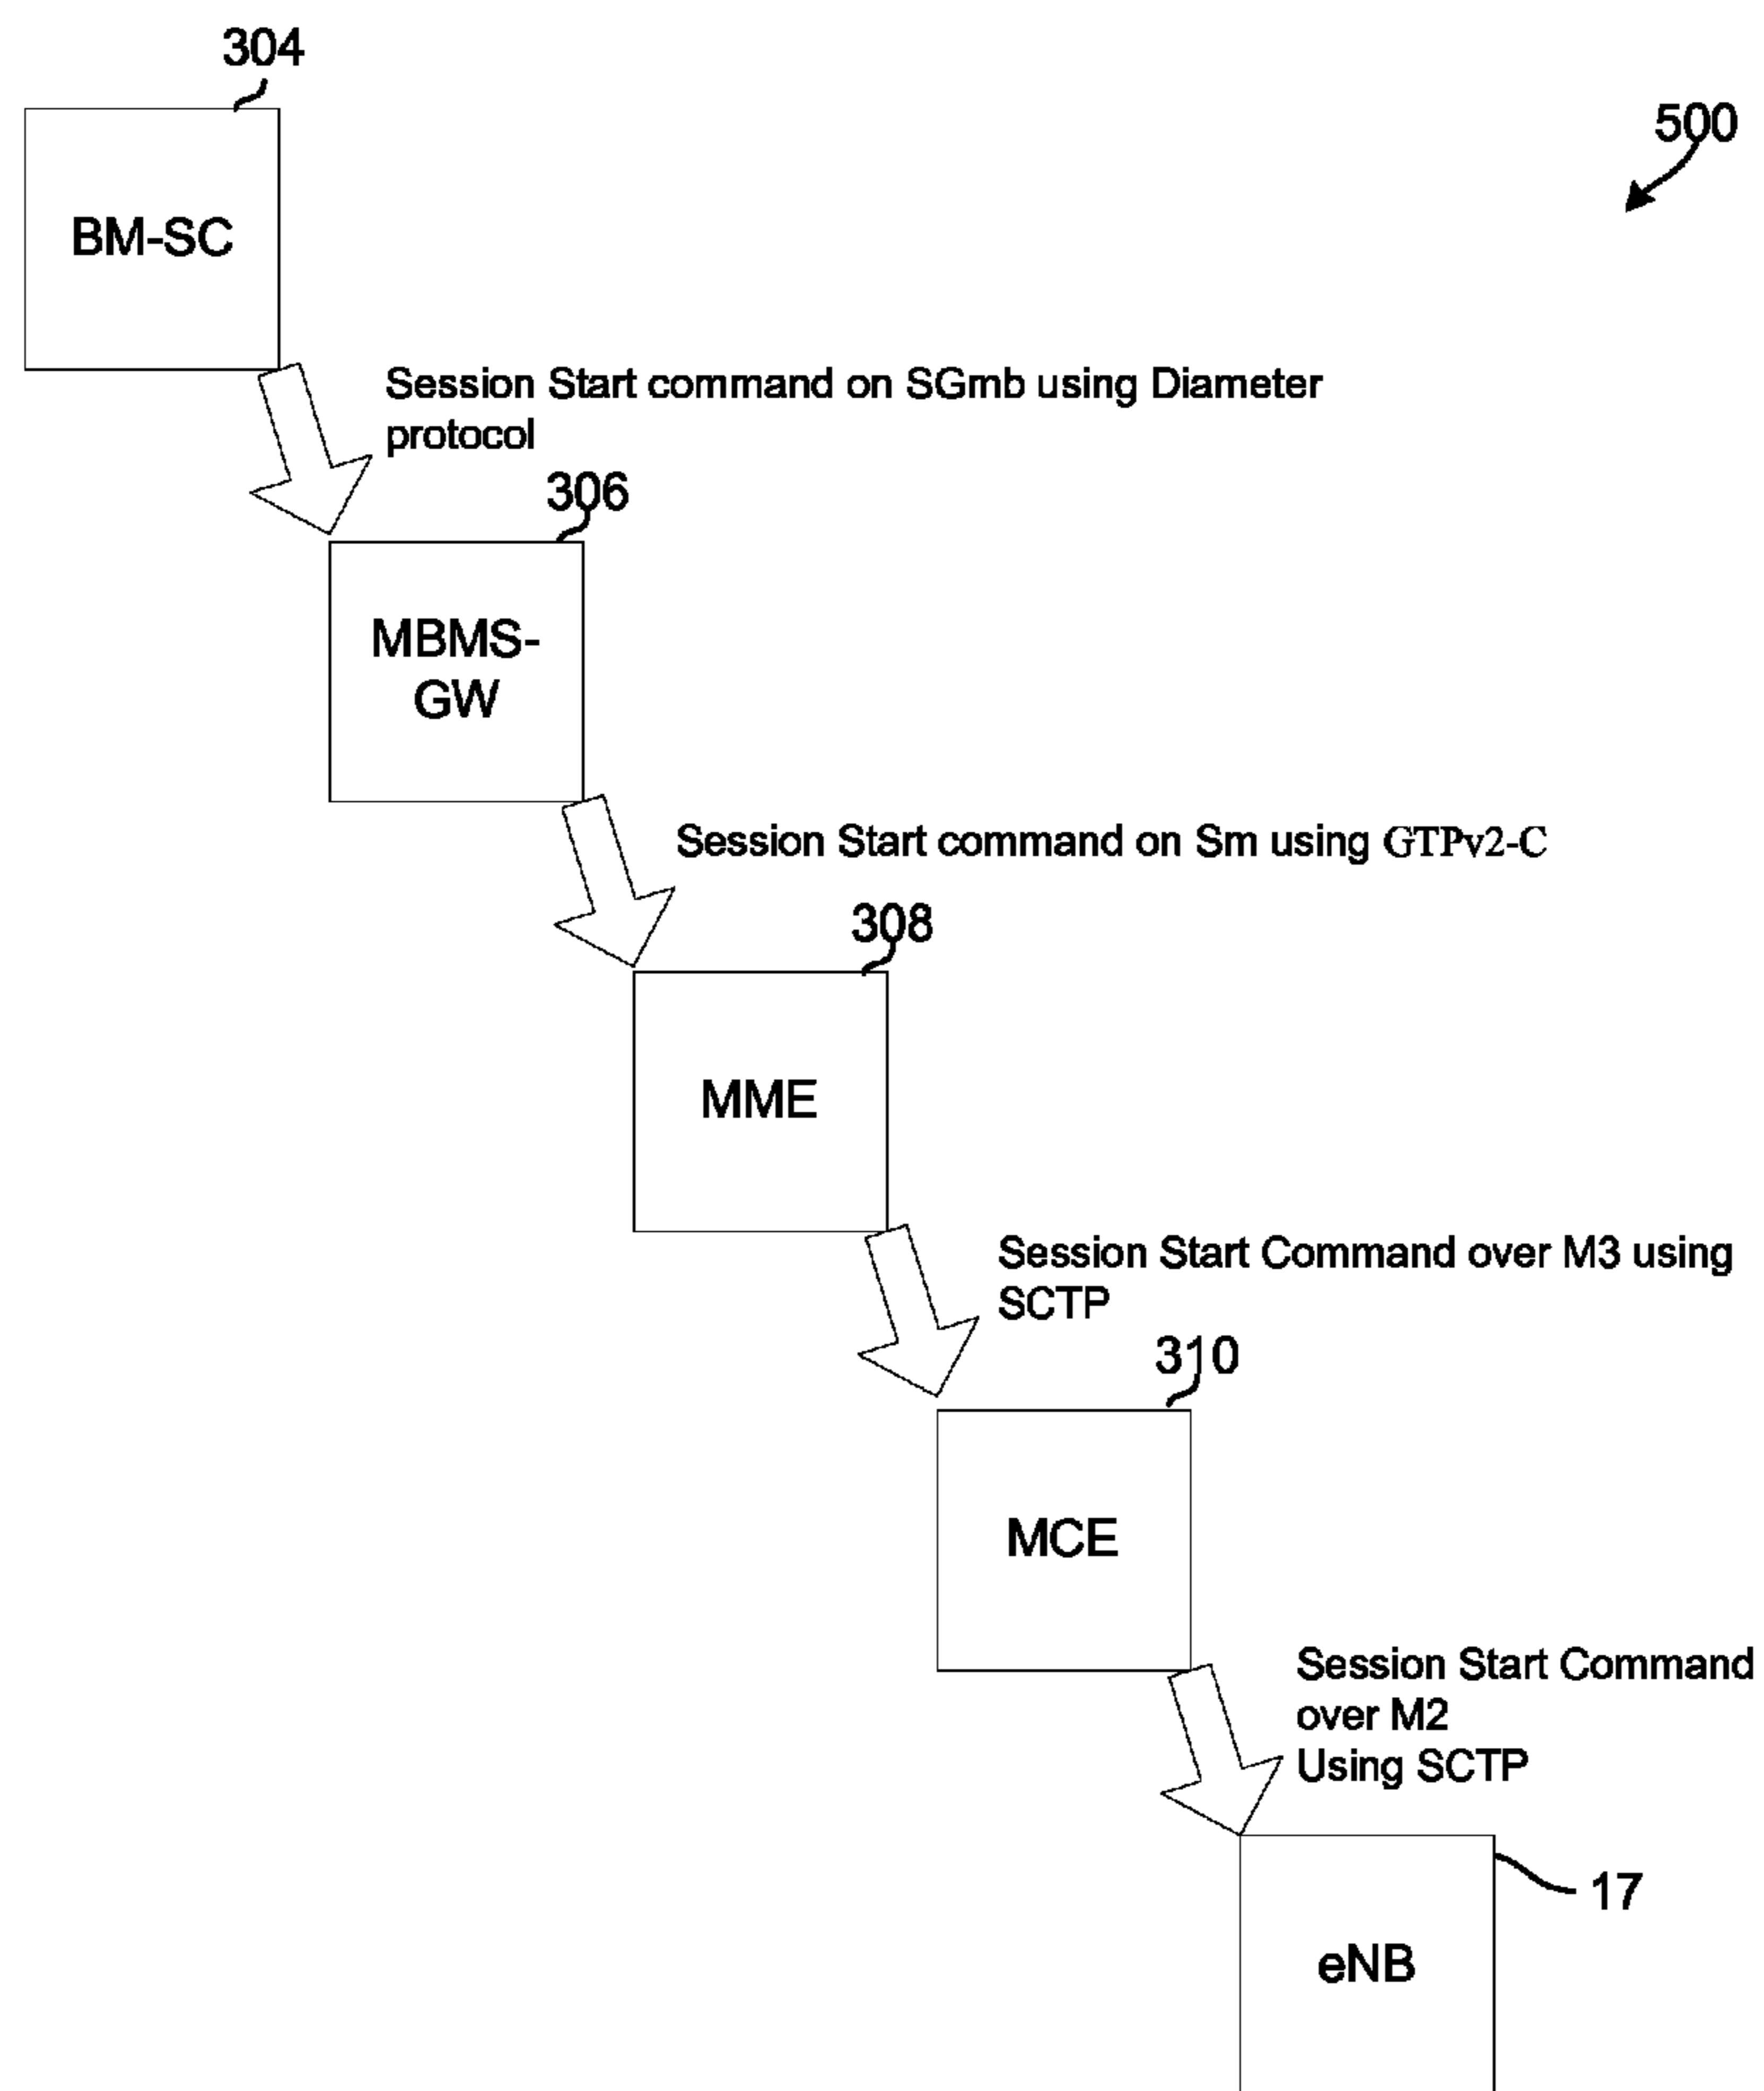 304
500
BM-SC
Session Start command on SGmb using Diameter
protocol
306
MBMS-
GW
Session Start command on Sm using GTPv2-C
308
MME
Session Start Command over M3 using
SCTP
310
MCE
Session Start Command
over M2
Using SCTP
17
eNB